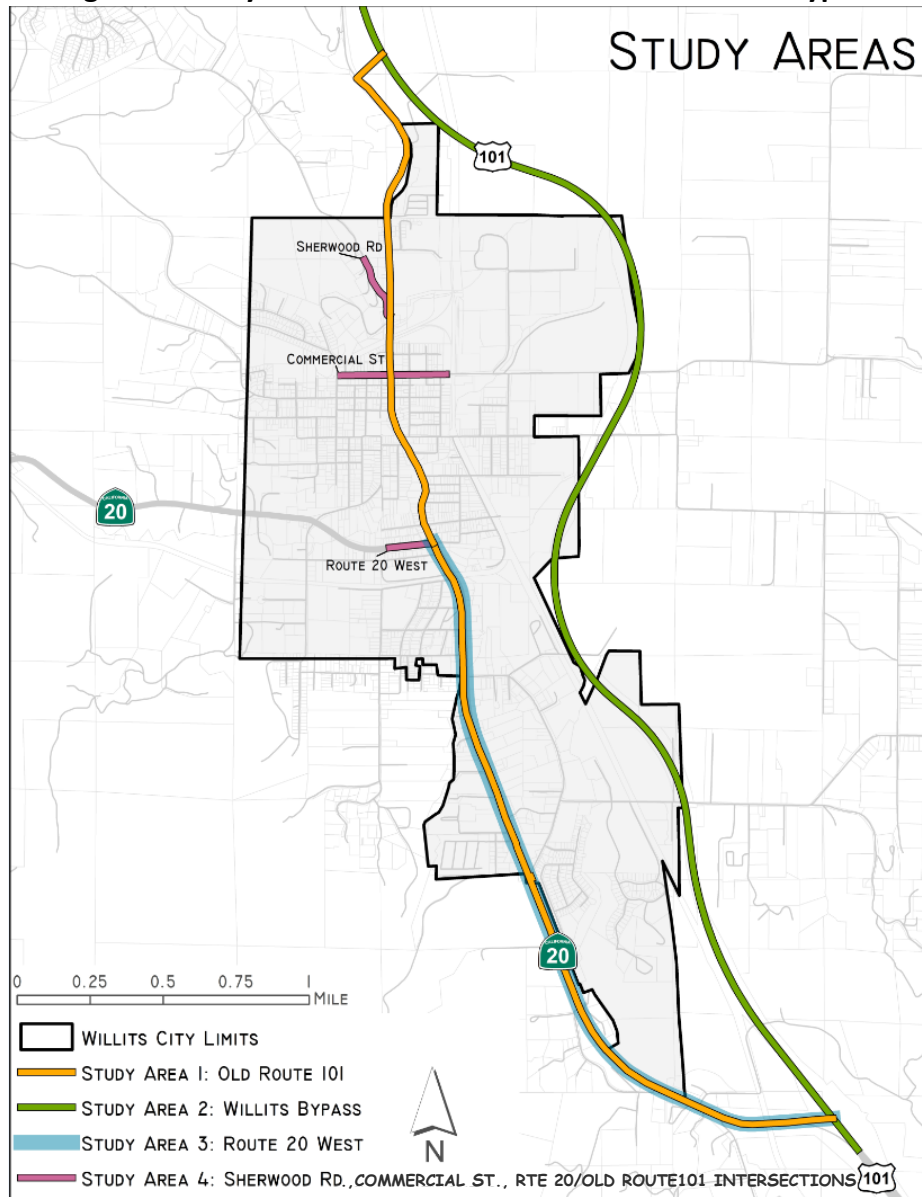 STUDY AREAS
101
SHERWOOD RD
COMMERCIAL ST
CALIFORNIA
20
ROUTE 20 WEST
CALIFORNIA
20
0 0.25 0.5 0.75 1
MILE
WILLITS CITY LIMITS
STUDY AREA 1: OLD ROUTE 101
STUDY AREA 2: WILLITS BYPASS
STUDY AREA 3: ROUTE 20 WEST
N
STUDY AREA 4: SHERWOOD RD., COMMERCIAL ST., RTE 20/OLD ROUTE101 INTERSECTIONS
101